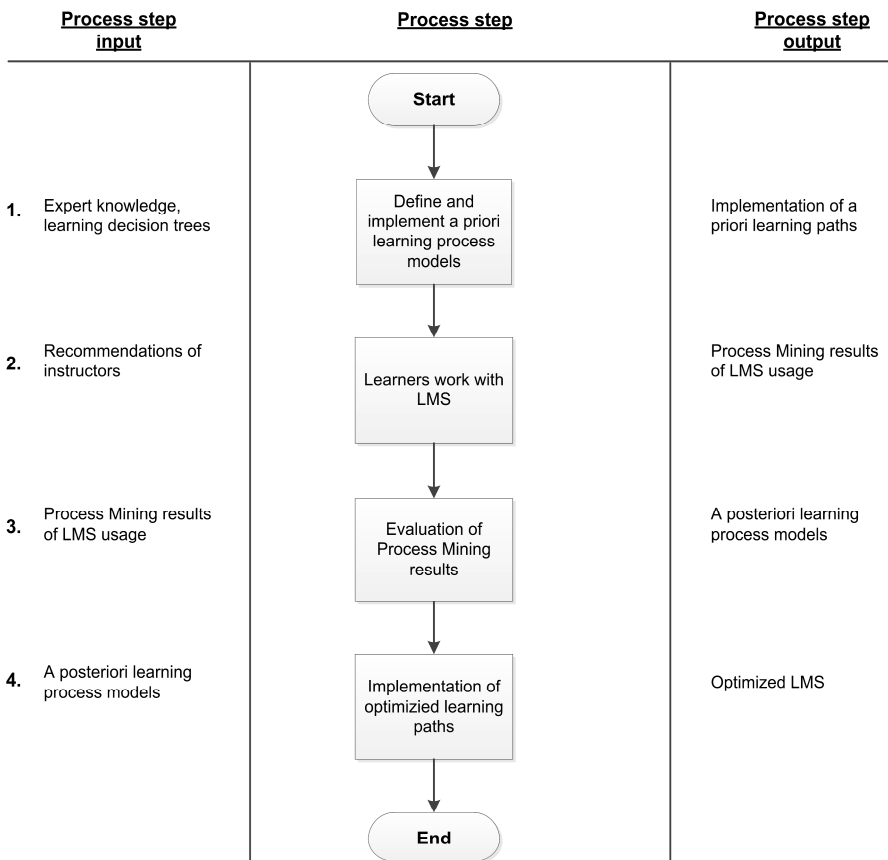 Process step
input
Process step
Process step
output
Start
1.
Expert knowledge,
learning decision trees
Define and
implement a priori
learning process
models
Implementation of a
priori learning paths
2.
Recommendations of
instructors
Learners work with
LMS
Process Mining results
of LMS usage
3.
Process Mining results
of LMS usage
Evaluation of
Process Mining
results
A posteriori learning
process models
4.
A posteriori learning
process models
Implementation of
optimizied learning
paths
Optimized LMS
End